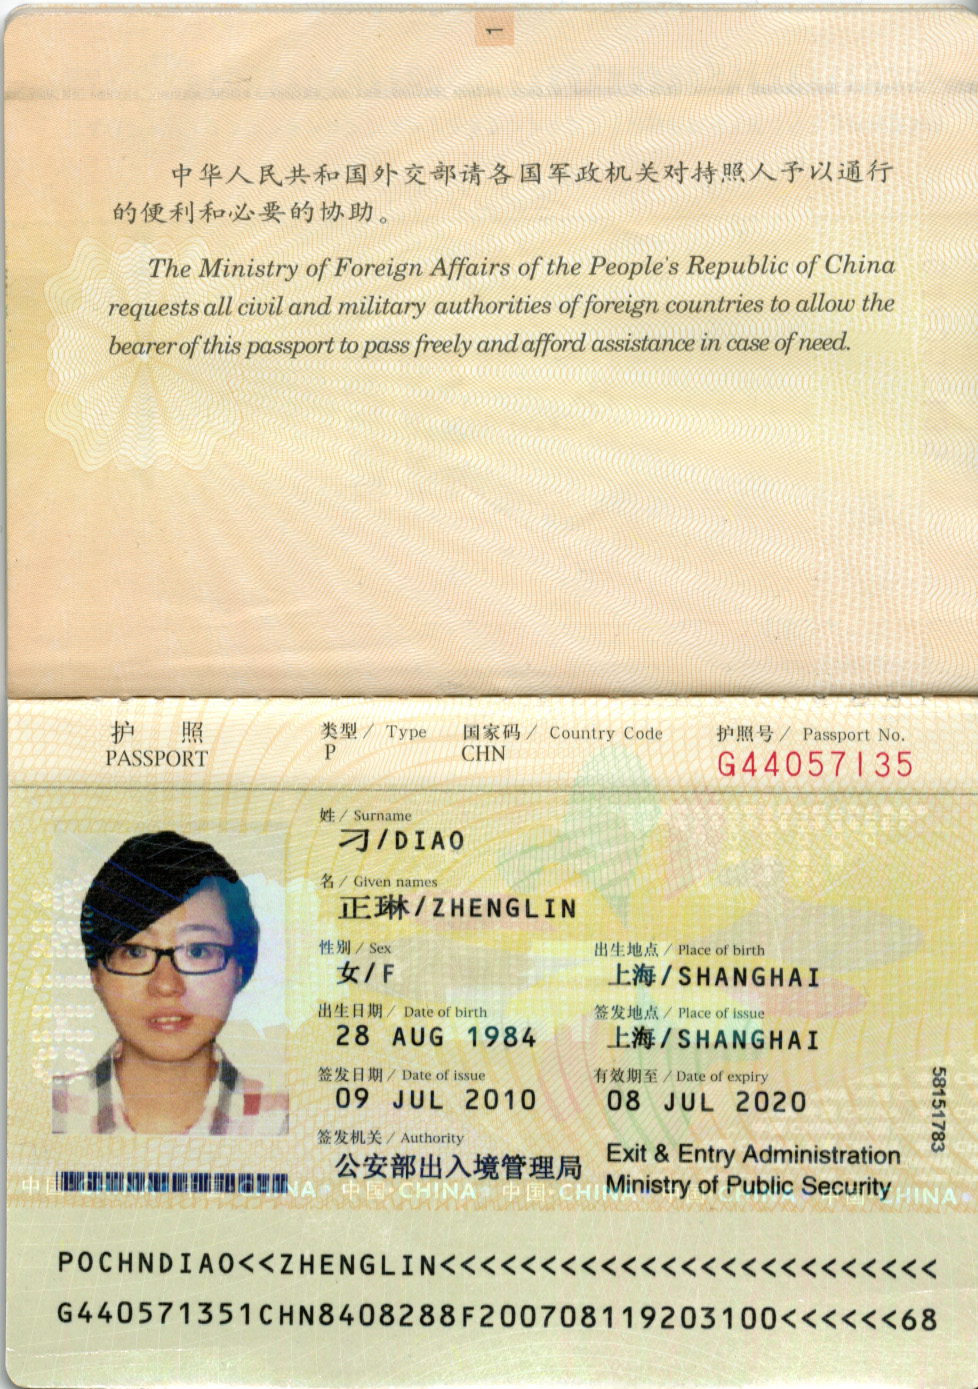 1
中华人民共和国外交部请各国军政机关对持照人予以通行
的便利和必要的协助。
The Ministry of Foreign Affairs of the People's Republic of China
requests all civil and military authorities of foreign countries to allow the
bearer of this passport to pass freely and afford assistance in case of need.
护 照 类型 / Type 国家码 / Country Code 护照号 / Passport No.
PASSPORT P CHN G44057135
姓 / Surname
刁/DIAO
名 / Given names
正琳/ZHENGLIN
性别 / Sex 出生地点 / Place of birth
女/F 上海/SHANGHAI
出生日期 / Date of birth 签发地点 / Place of issue
28 AUG 1984 上海/SHANGHAI
签发日期 / Date of issue 有效期至 / Date of expiry
09 JUL 2010 08 JUL 2020
58151783
签发机关 / Authority
公安部出入境管理局 Exit & Entry Administration
Ministry of Public Security
中国·CHINA 中国·CHINA 中国·CHINA
POCHNDIAO<<ZHENGLIN<<<<<<<<<<<<<<<<<<<<<<<<<
G440571351CHN8408288F200708119203100<<<<<<68